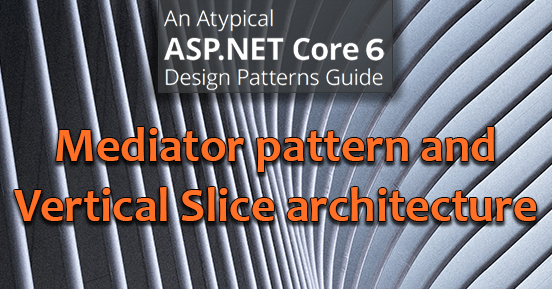 An Atypical
ASP.NET Core 6
Design Patterns Guide
Mediator pattern and
Vertical Slice architecture